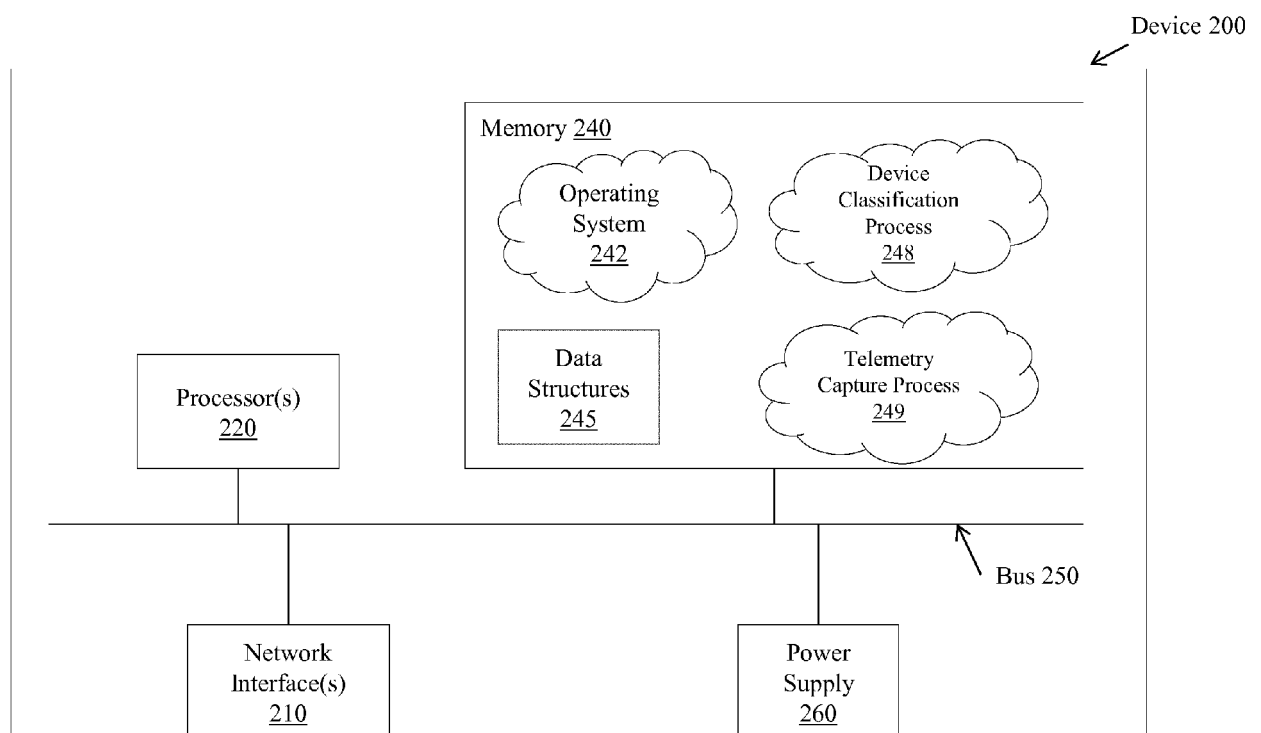 Device 200
Memory 240
Operating
System
242
Device
Classification
Process
248
Data
Structures
245
Telemetry
Capture Process
249
Processor(s)
220
Bus 250
Network
Interface(s)
210
Power
Supply
260